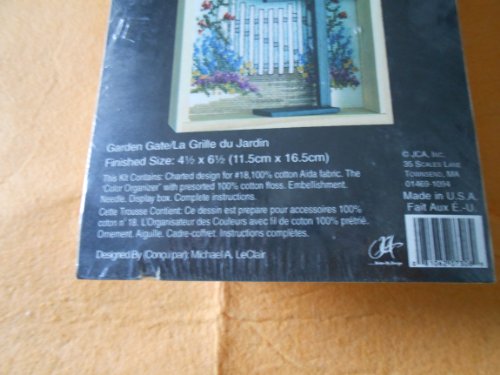 Garden Gate/La Grille du Jardin
Finished Size: 4½ x 6½ (11.5cm x 16.5cm)
This Kit Contains: Charted design for #18,100% cotton Aida fabric. The
'Color Organizer' with presorted 100% cotton floss. Embellishment.
Needle. Display box. Complete instructions.
Cette Trousse Contient: Ce dessin est prepare pour accessoires 100%
coton n° 18. L'Organisateur des Couleurs avec fil de coton 100% prétrié.
Ornement. Aiguille. Cadre-coffret. Instructions complètes.
Designed By (Conçu par): Michael A. LeClair
© JCA, Inc.
35 Scales Lane
Townsend, MA
01469-1094
Made in U.S.A.
Fait Aux É.-U.